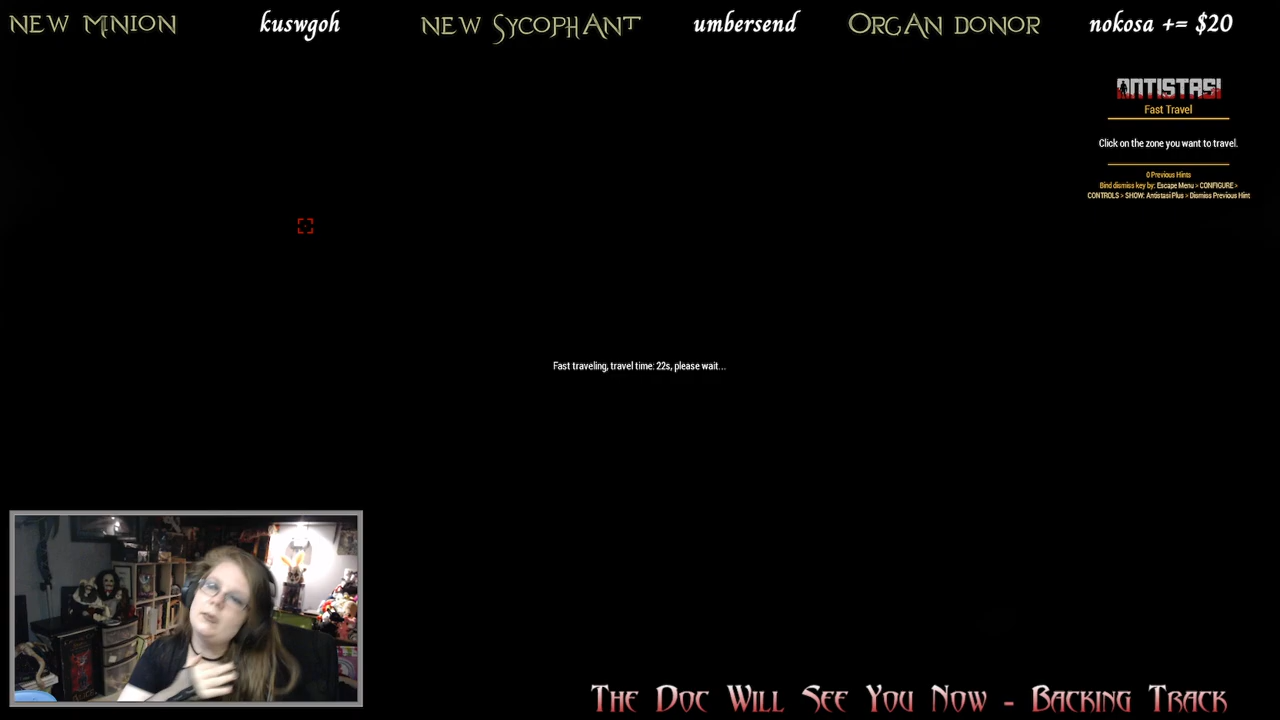 NEW MINION kuswgoh NEW SYCOPHANT umbersend ORGAN DONOR nokosa += $20
ANTISTASI
Fast Travel
Click on the zone you want to travel.
0 Previous Hints
Bind dismiss key by: Escape Menu > CONFIGURE >
CONTROLS > SHOW: Antistasi Plus > Dismiss Previous Hint
Fast traveling, travel time: 22s, please wait...
The Doc Will See You Now - Backing Track